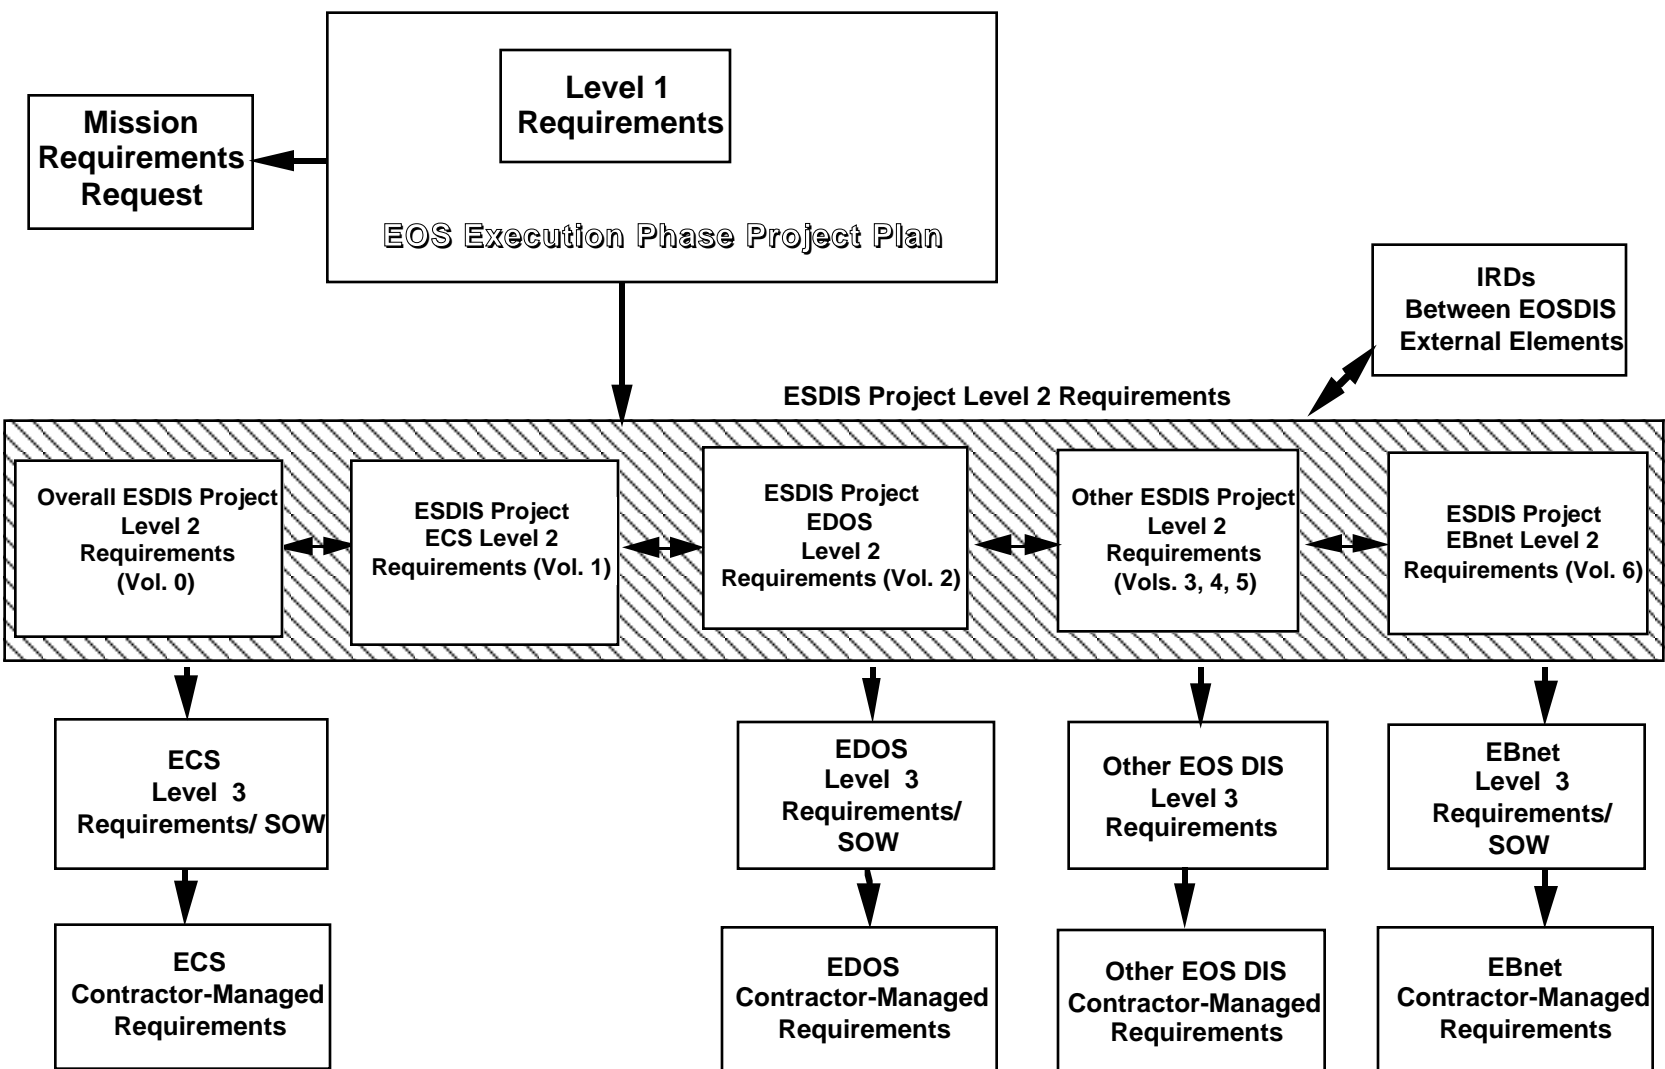 Level 1
Requirements
Mission
Requirements
Request
EOS Execution Phase Project Plan
IRDs
Between EOSDIS
External Elements
ESDIS Project Level 2 Requirements
Overall ESDIS Project
Level 2
Requirements
(Vol. 0)
ESDIS Project
ECS Level 2
Requirements (Vol. 1)
ESDIS Project
EDOS
Level 2
Requirements (Vol. 2)
Other ESDIS Project
Level 2
Requirements
(Vols. 3, 4, 5)
ESDIS Project
EBnet Level 2
Requirements (Vol. 6)
ECS
Level 3
Requirements/ SOW
EDOS
Level 3
Requirements/
SOW
Other EOS DIS
Level 3
Requirements
EBnet
Level 3
Requirements/
SOW
ECS
Contractor-Managed
Requirements
EDOS
Contractor-Managed
Requirements
Other EOS DIS
Contractor-Managed
Requirements
EBnet
Contractor-Managed
Requirements